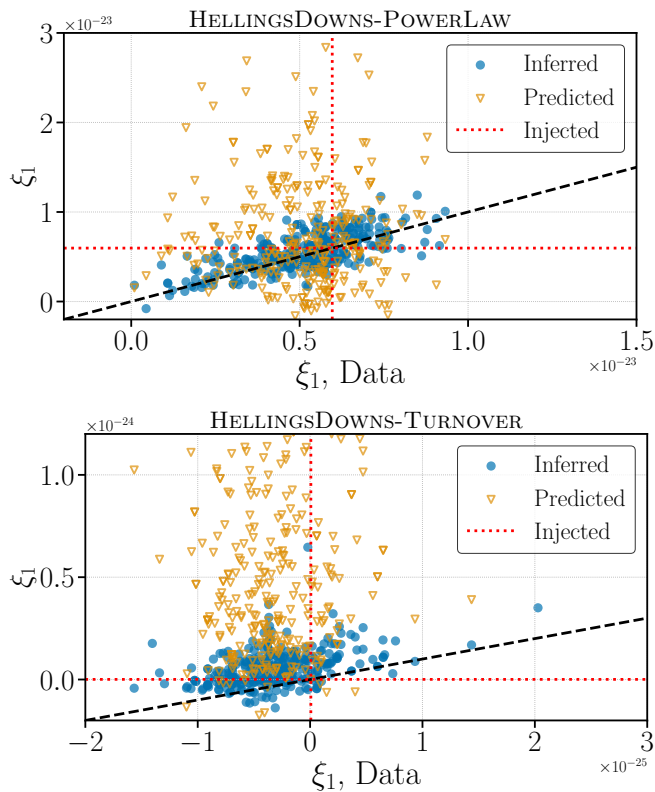 HELLINGSDOWNS-POWERLAW
×10⁻²³
3
2
1
0
ξ₁
Inferred
Predicted
Injected
0.0
0.5
1.0
1.5
×10⁻²³
ξ₁, Data
HELLINGSDOWNS-TURNOVER
×10⁻²⁴
1.0
0.5
0.0
ξ₁
Inferred
Predicted
Injected
−2
−1
0
1
2
3
×10⁻²⁵
ξ₁, Data